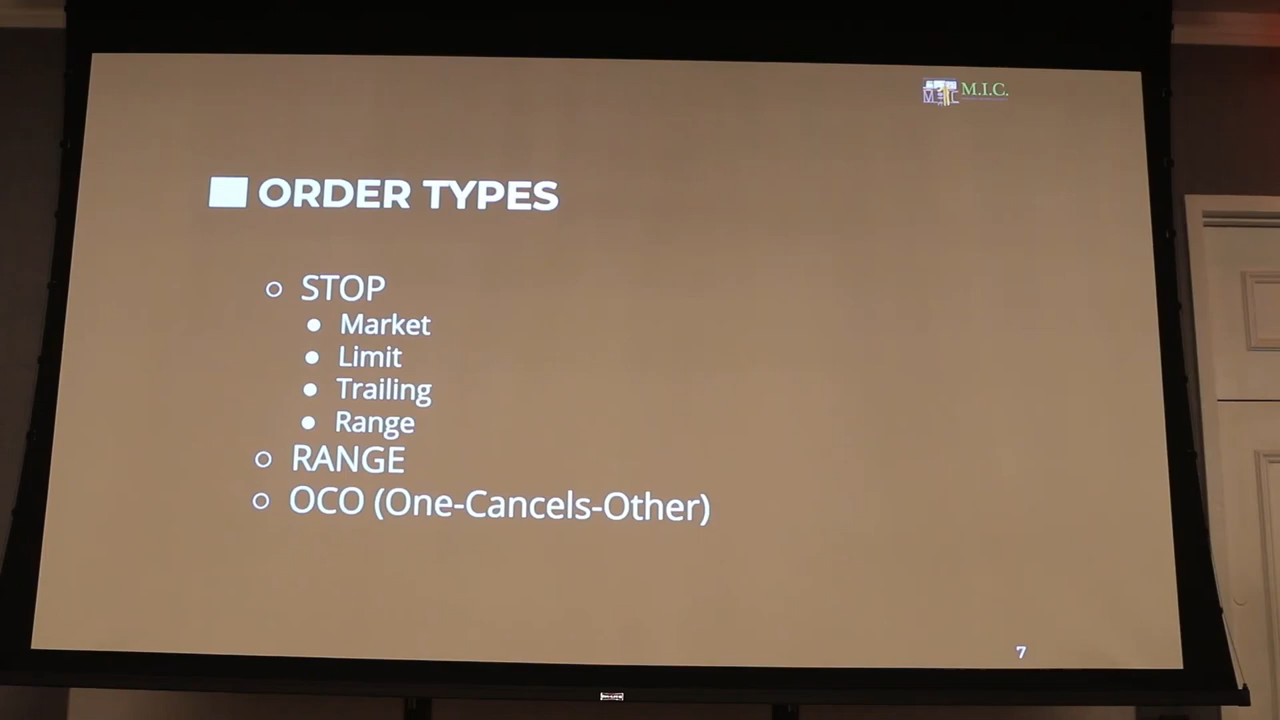 M.I.C.
ORDER TYPES
STOP
Market
Limit
Trailing
Range
RANGE
OCO (One-Cancels-Other)
7